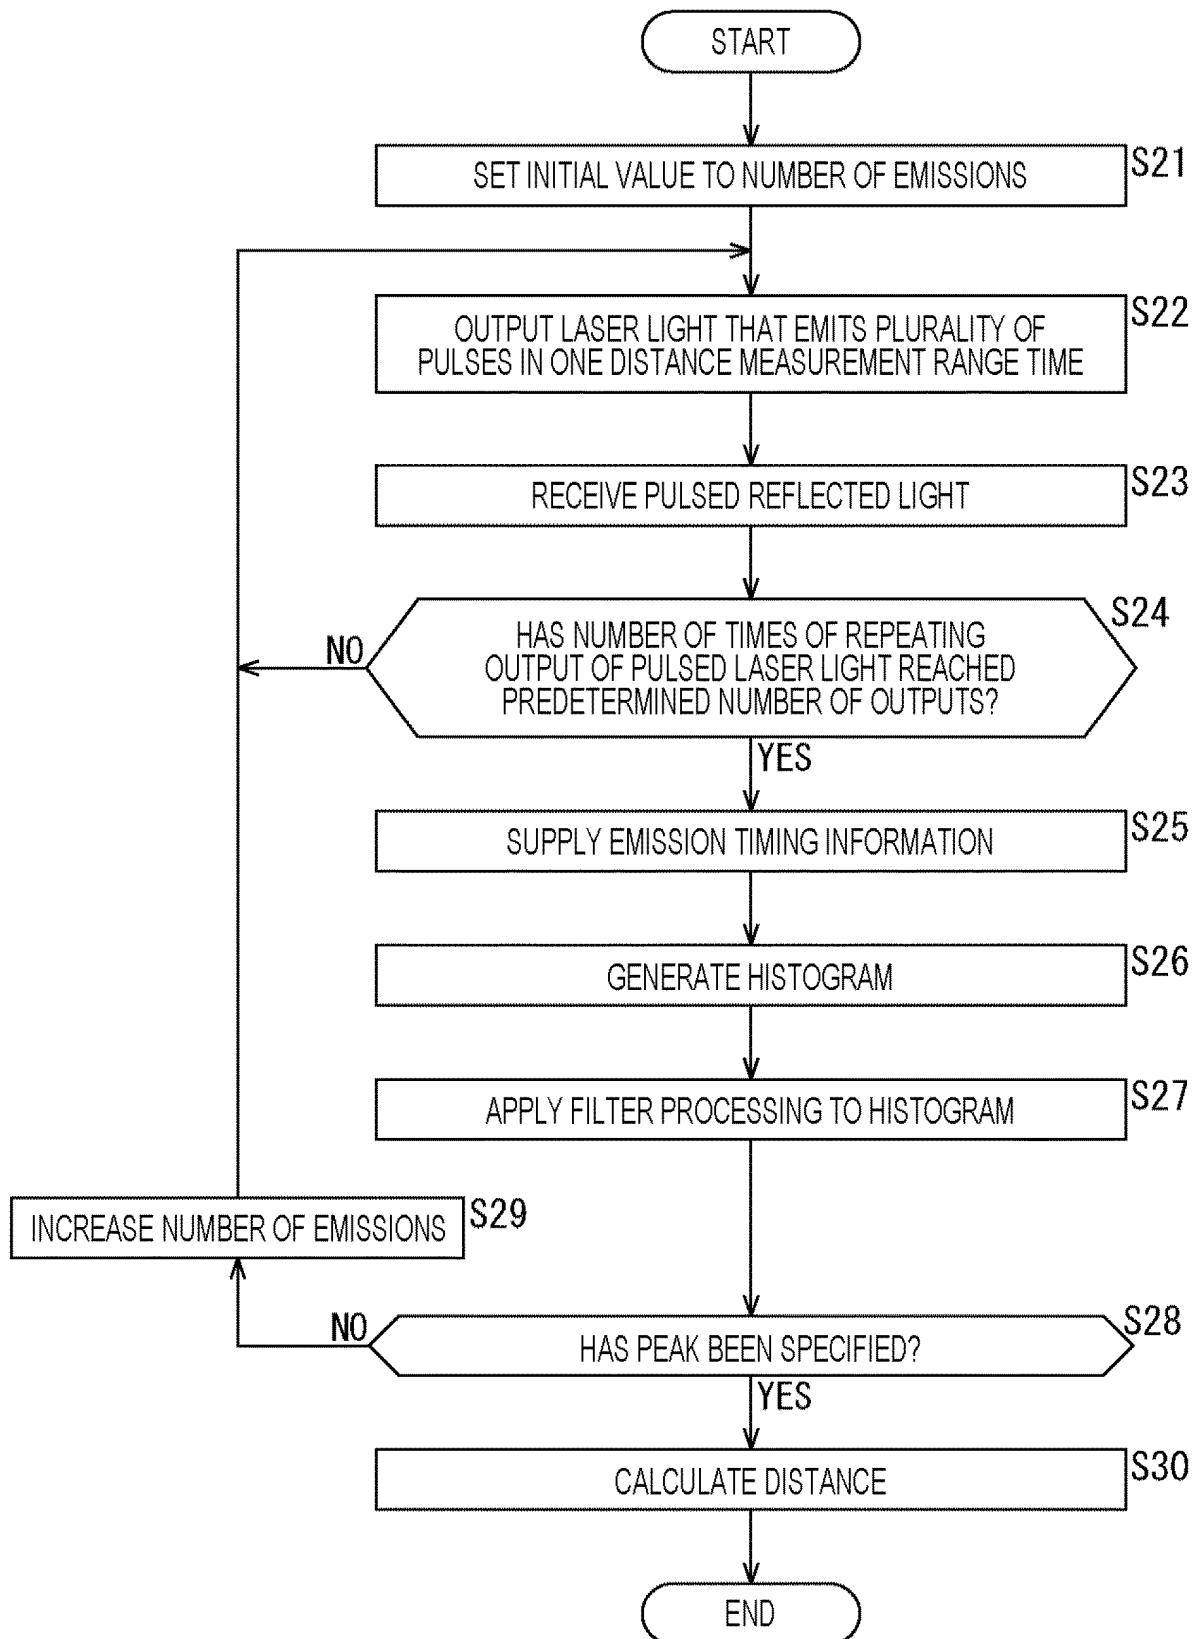 START
SET INITIAL VALUE TO NUMBER OF EMISSIONS
S21
OUTPUT LASER LIGHT THAT EMITS PLURALITY OF
PULSES IN ONE DISTANCE MEASUREMENT RANGE TIME
S22
RECEIVE PULSED REFLECTED LIGHT
S23
HAS NUMBER OF TIMES OF REPEATING
OUTPUT OF PULSED LASER LIGHT REACHED
PREDETERMINED NUMBER OF OUTPUTS?
S24
NO
YES
SUPPLY EMISSION TIMING INFORMATION
S25
GENERATE HISTOGRAM
S26
APPLY FILTER PROCESSING TO HISTOGRAM
S27
INCREASE NUMBER OF EMISSIONS
S29
HAS PEAK BEEN SPECIFIED?
S28
NO
YES
CALCULATE DISTANCE
S30
END